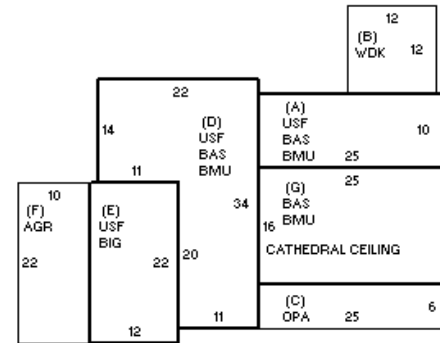 12
(B)
WDK
12
22
(A)
USF
BAS
BMU
25
10
14
(D)
USF
BAS
BMU
11
34
25
(G)
BAS
BMU
16
CATHEDRAL CEILING
10
(F)
AGR
22
(E)
USF
BIG
22
20
12
11
(C)
OPA
25
6